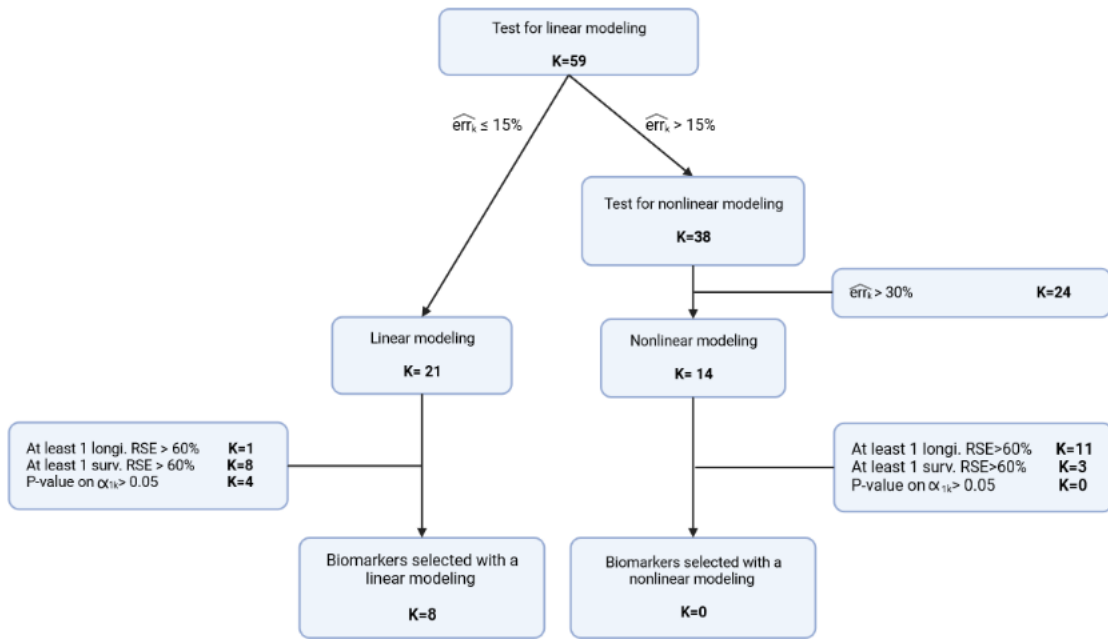 Test for linear modeling
K=59
err̂ₖ ≤ 15%
err̂ₖ > 15%
Test for nonlinear modeling
K=38
err̂ₖ > 30% K=24
Linear modeling
K= 21
Nonlinear modeling
K= 14
At least 1 longi. RSE > 60% K=1
At least 1 surv. RSE > 60% K=8
P-value on α₁ₖ > 0.05 K=4
At least 1 longi. RSE>60% K=11
At least 1 surv. RSE>60% K=3
P-value on α₁ₖ > 0.05 K=0
Biomarkers selected with a
linear modeling
K=8
Biomarkers selected with a
nonlinear modeling
K=0